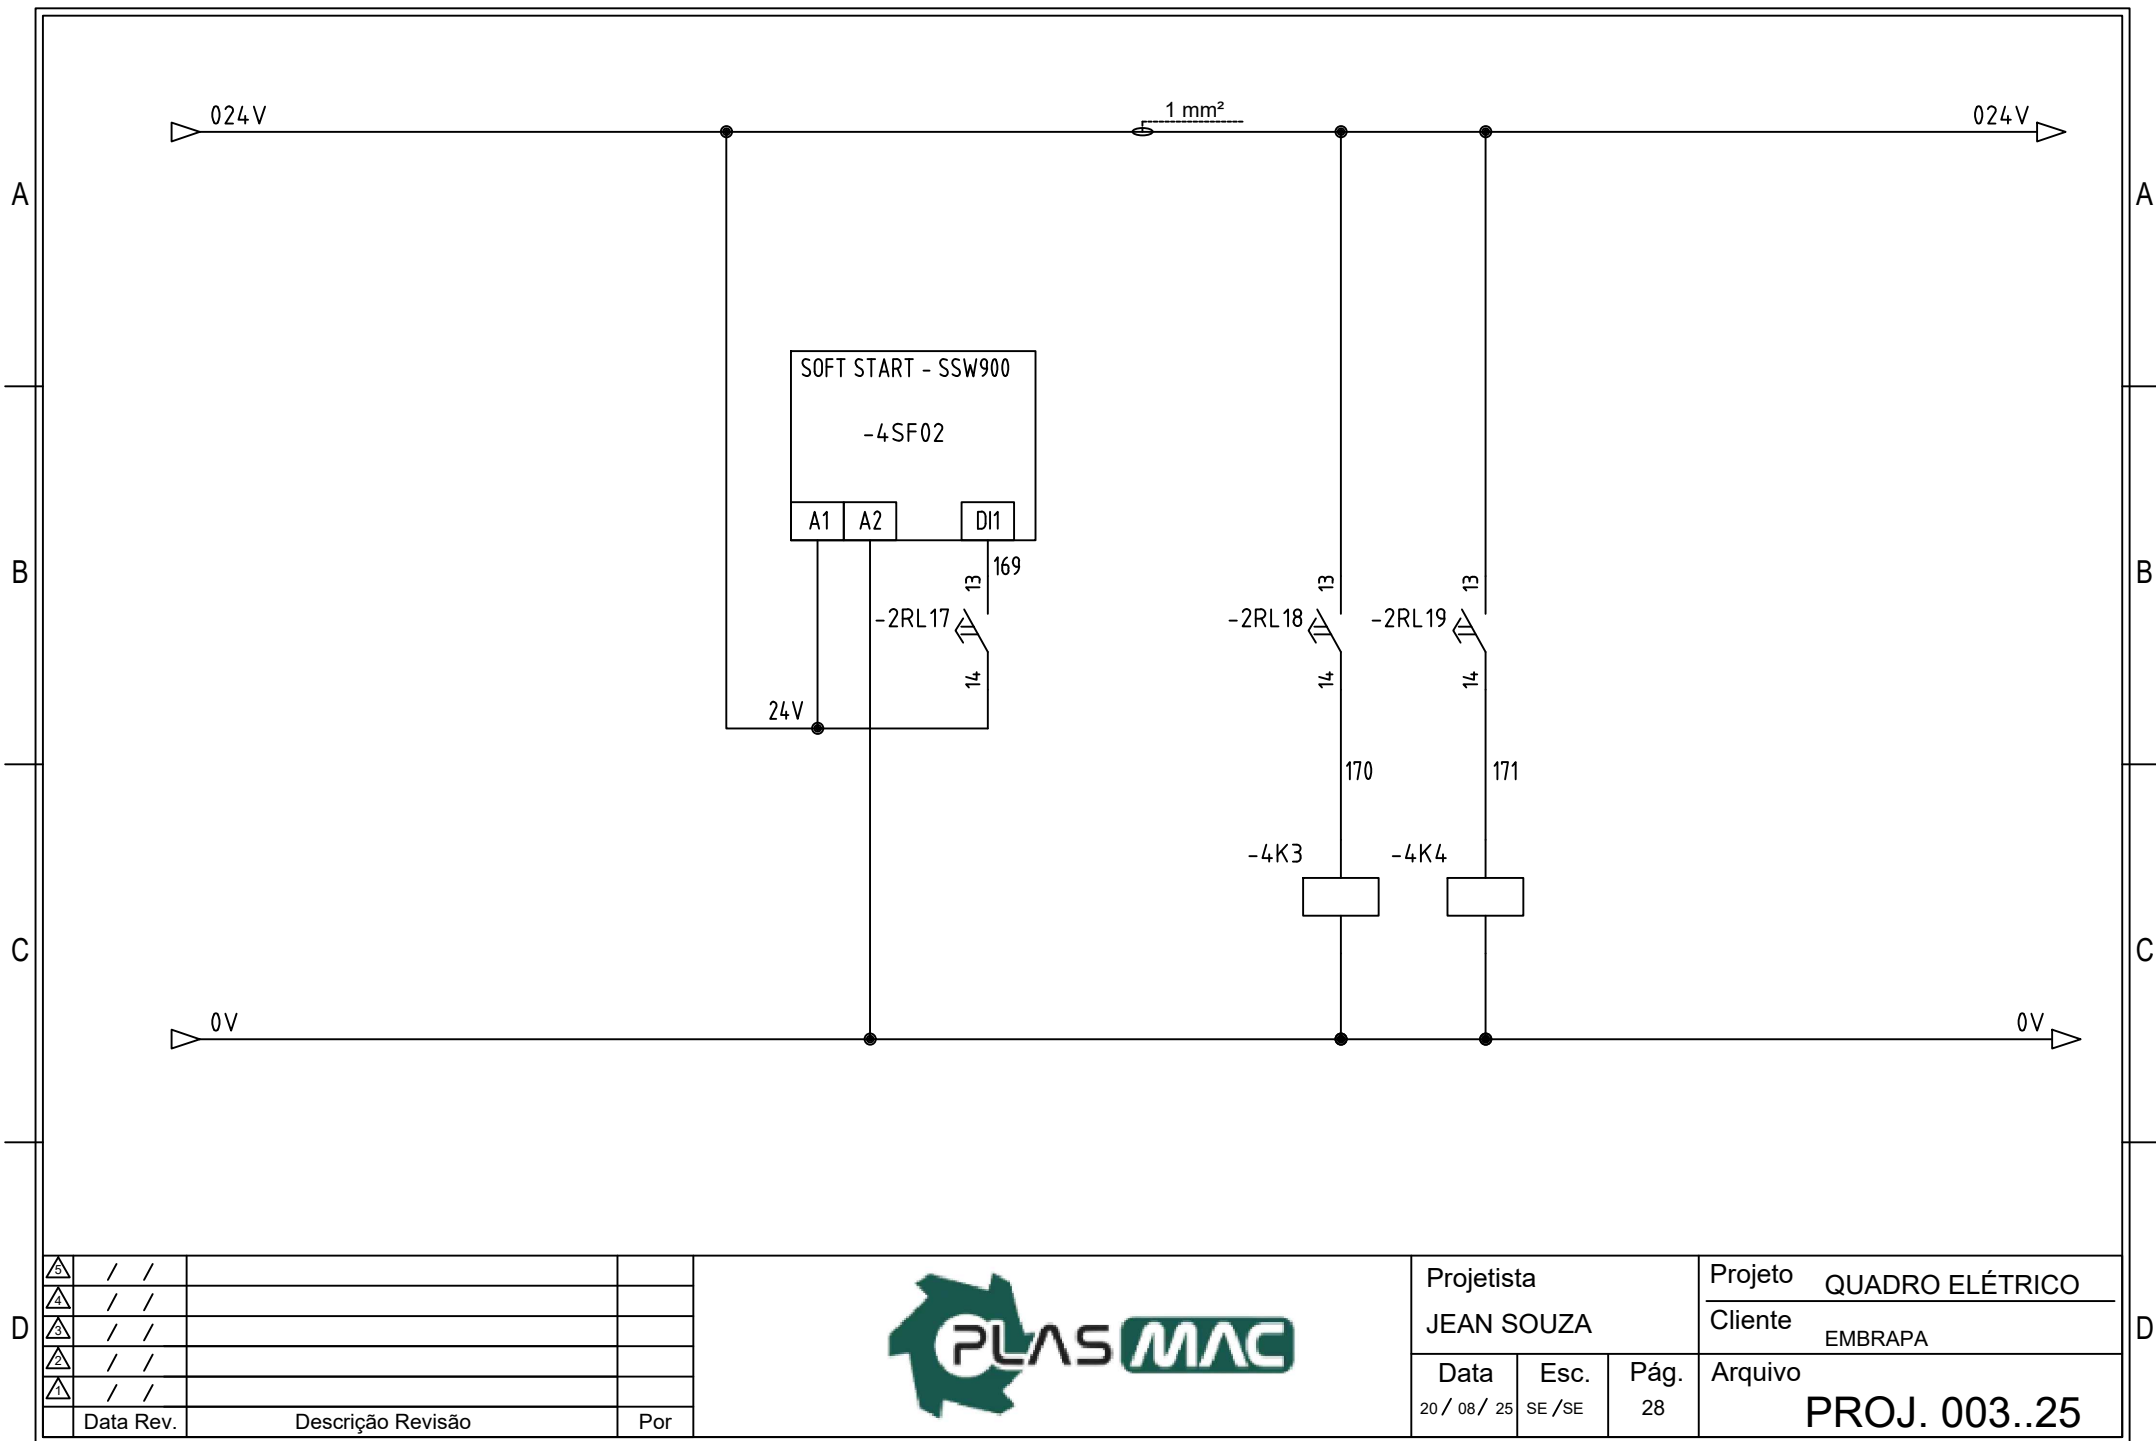 024V
1 mm²
024V
A
A
SOFT START - SSW900
-4SF02
A1
A2
DI1
B
B
169
13
13
13
-2RL17
-2RL18
-2RL19
14
14
14
24V
170
171
-4K3
-4K4
C
C
0V
0V
5 / /
4 / /
3 / /
2 / /
1 / /
Data Rev.
Descrição Revisão
Por
D
D
PLASMAC
Projetista
JEAN SOUZA
Projeto QUADRO ELÉTRICO
Cliente EMBRAPA
Data
Esc.
Pág.
20 / 08 / 25
SE / SE
28
Arquivo
PROJ. 003..25